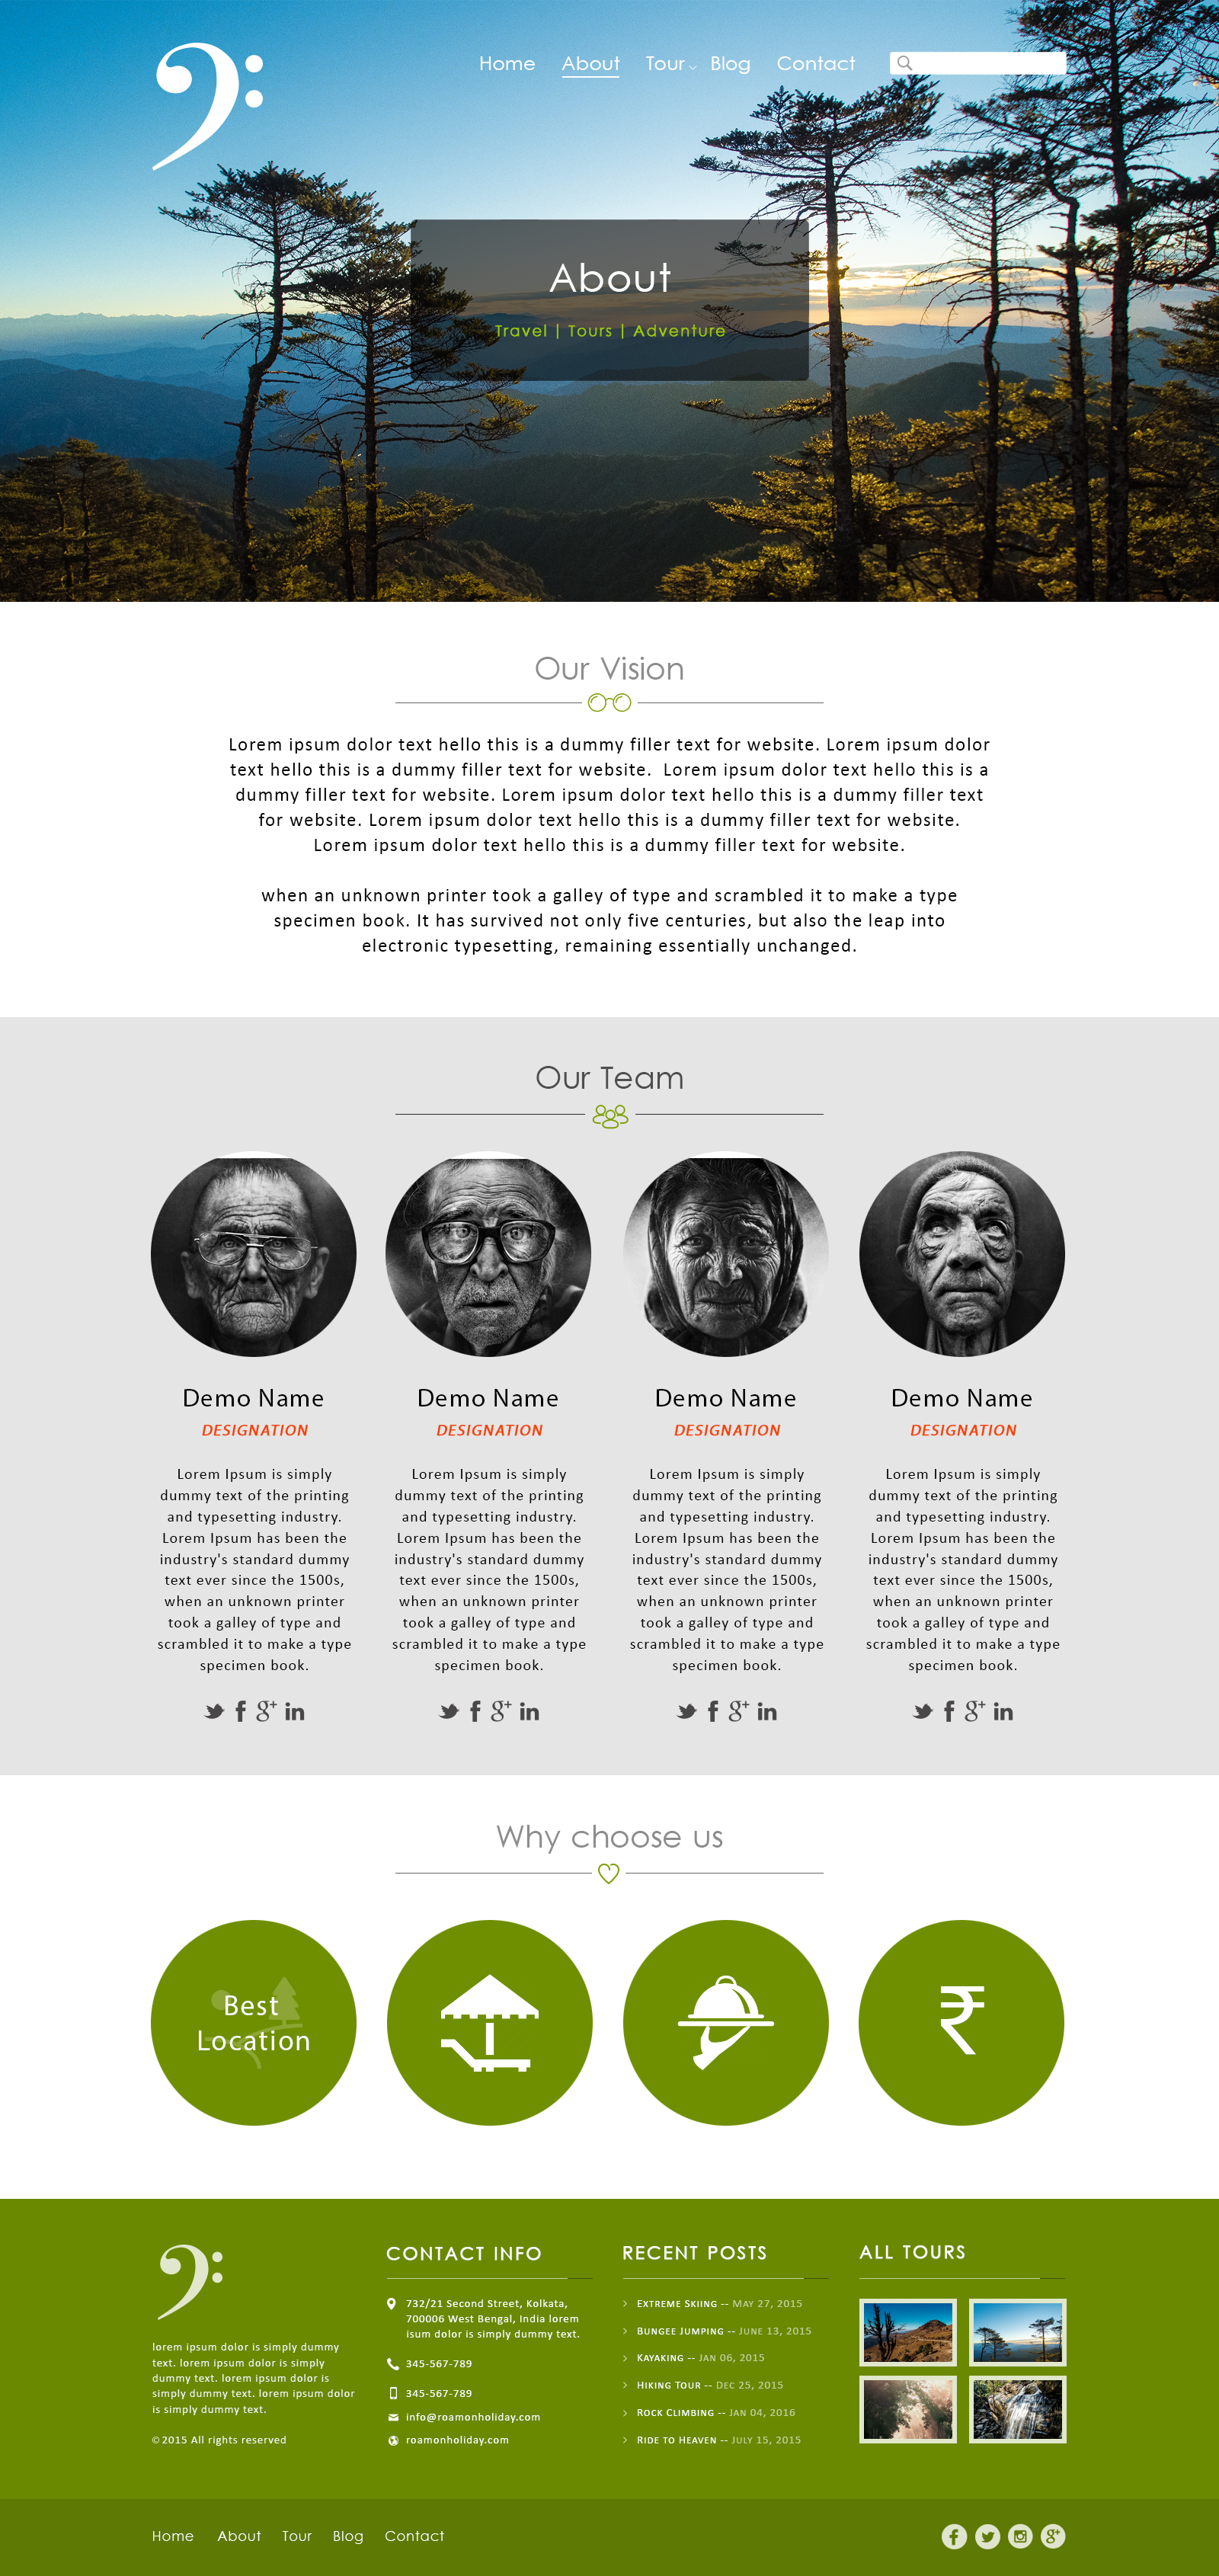 Home About Tour Blog Contact
About
Travel | Tours | Adventure
Our Vision
Lorem ipsum dolor text hello this is a dummy filler text for website. Lorem ipsum dolor
text hello this is a dummy filler text for website. Lorem ipsum dolor text hello this is a
dummy filler text for website. Lorem ipsum dolor text hello this is a dummy filler text
for website. Lorem ipsum dolor text hello this is a dummy filler text for website.
Lorem ipsum dolor text hello this is a dummy filler text for website.
when an unknown printer took a galley of type and scrambled it to make a type
specimen book. It has survived not only five centuries, but also the leap into
electronic typesetting, remaining essentially unchanged.
Our Team
Demo Name
DESIGNATION
Lorem Ipsum is simply
dummy text of the printing
and typesetting industry.
Lorem Ipsum has been the
industry's standard dummy
text ever since the 1500s,
when an unknown printer
took a galley of type and
scrambled it to make a type
specimen book.
Demo Name
DESIGNATION
Lorem Ipsum is simply
dummy text of the printing
and typesetting industry.
Lorem Ipsum has been the
industry's standard dummy
text ever since the 1500s,
when an unknown printer
took a galley of type and
scrambled it to make a type
specimen book.
Demo Name
DESIGNATION
Lorem Ipsum is simply
dummy text of the printing
and typesetting industry.
Lorem Ipsum has been the
industry's standard dummy
text ever since the 1500s,
when an unknown printer
took a galley of type and
scrambled it to make a type
specimen book.
Demo Name
DESIGNATION
Lorem Ipsum is simply
dummy text of the printing
and typesetting industry.
Lorem Ipsum has been the
industry's standard dummy
text ever since the 1500s,
when an unknown printer
took a galley of type and
scrambled it to make a type
specimen book.
Why choose us
Best
Location
₹
lorem ipsum dolor is simply dummy
text. lorem ipsum dolor is simply
dummy text. lorem ipsum dolor is
simply dummy text. lorem ipsum dolor
is simply dummy text.
©2015 All rights reserved
CONTACT INFO
732/21 Second Street, Kolkata,
700006 West Bengal, India lorem
isum dolor is simply dummy text.
345-567-789
345-567-789
info@roamonholiday.com
roamonholiday.com
RECENT POSTS
Extreme Skiing -- May 27, 2015
Bungee Jumping -- June 13, 2015
Kayaking -- Jan 06, 2015
Hiking Tour -- Dec 25, 2015
Rock Climbing -- Jan 04, 2016
Ride to Heaven -- July 15, 2015
ALL TOURS
Home About Tour Blog Contact